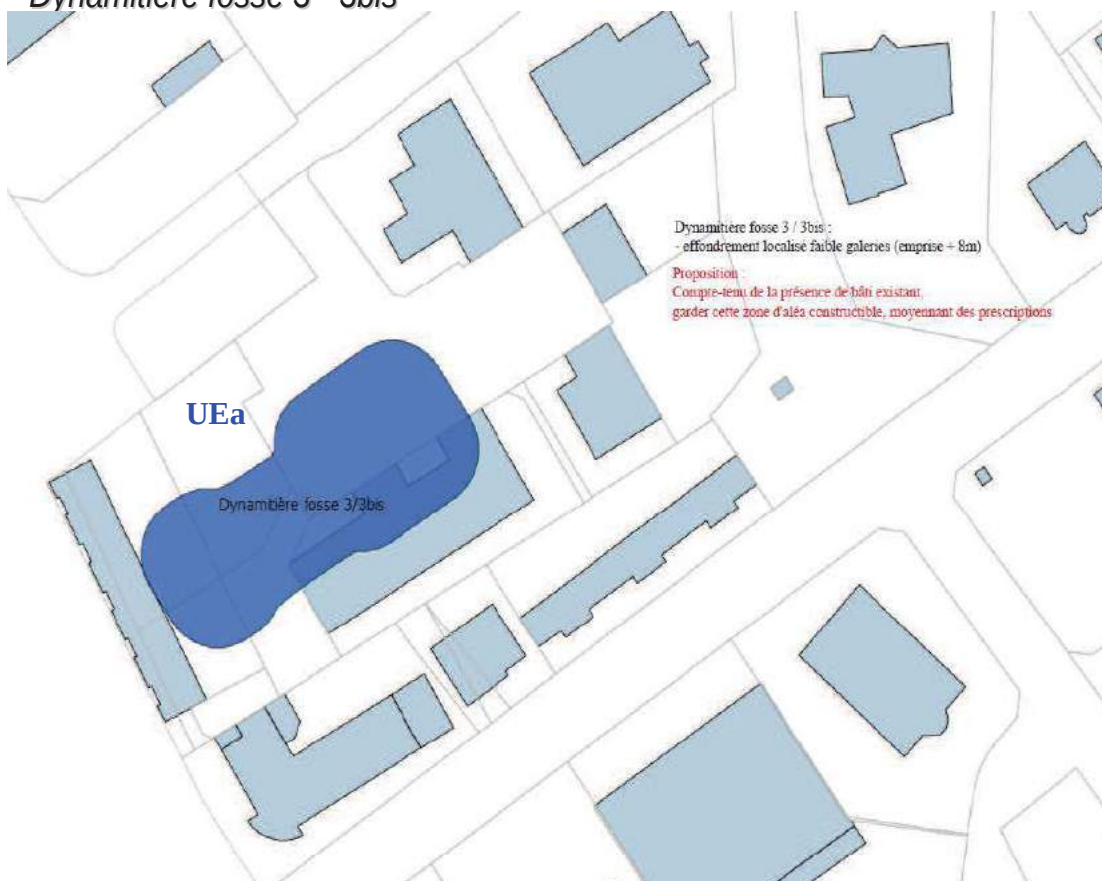 Dynamitière fosse 3 - 3bis
Dynamitière fosse 3 / 3bis :
- effondrement localisé faible galeries (emprise + 8m)
Proposition :
Compte-tenu de la présence de bâti existant,
garder cette zone d'aléa constructible, moyennant des prescriptions
UEa
Dynamitière fosse 3/3bis